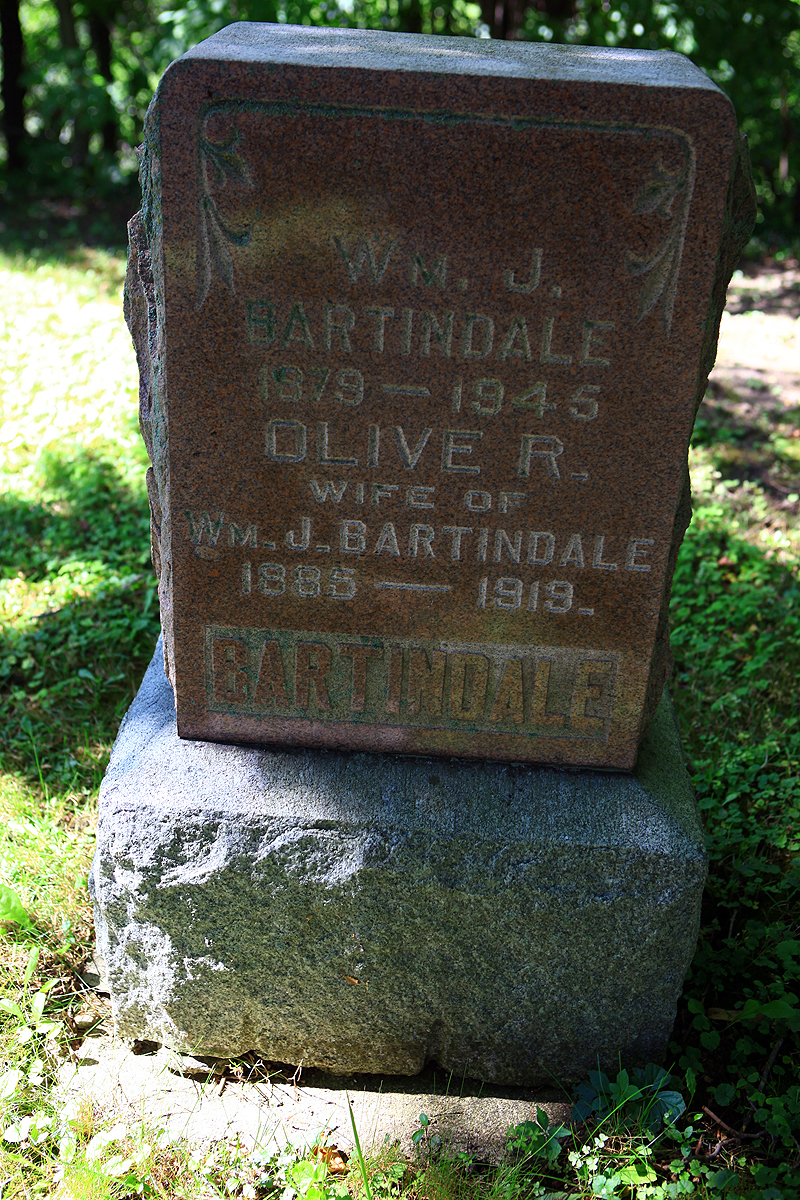 WM. J.
BARTINDALE
1879 — 1945
OLIVE R.
WIFE OF
WM. J. BARTINDALE
1885 — 1919.
BARTINDALE